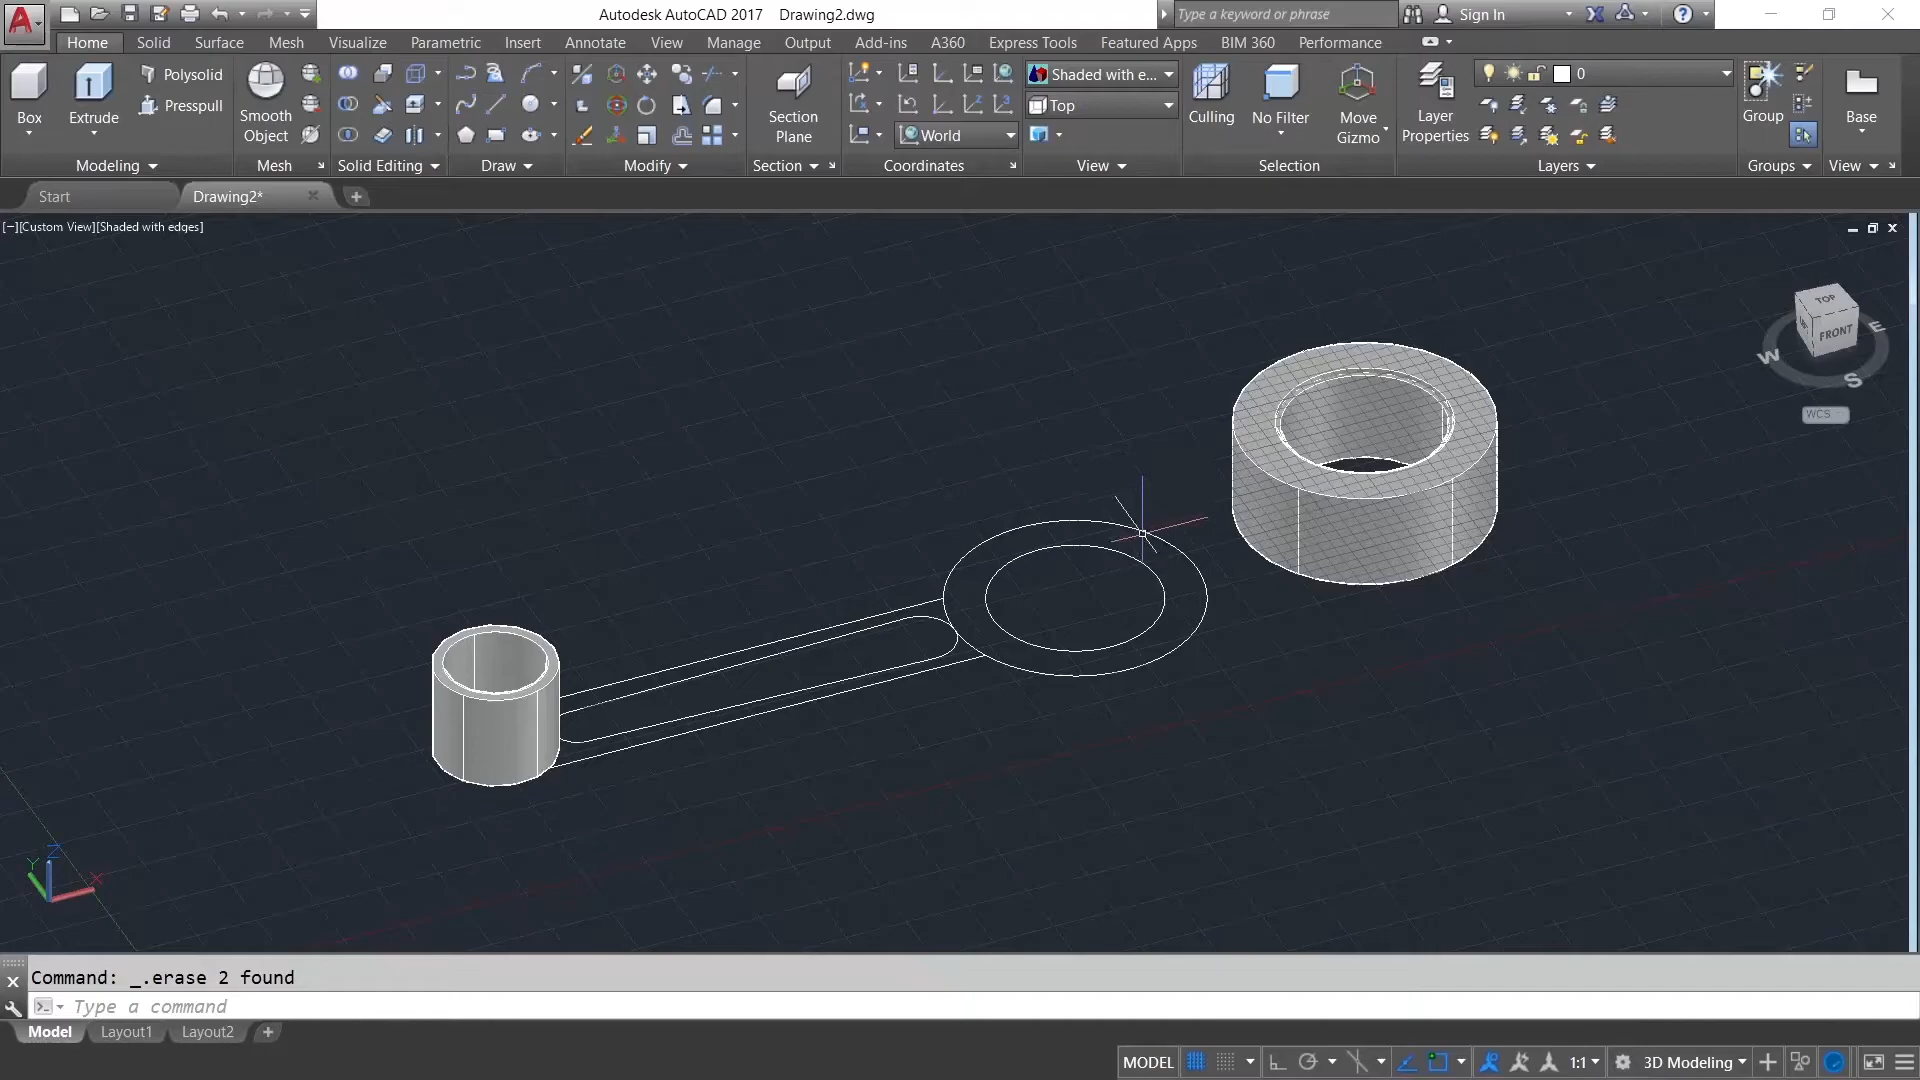 Autodesk AutoCAD 2017 Drawing2.dwg
Type a keyword or phrase
Sign In
Home Solid Surface Mesh Visualize Parametric Insert Annotate View Manage Output Add-ins A360 Express Tools Featured Apps BIM 360 Performance
Box
Extrude
Polysolid
Presspull
Smooth
Object
Section
Plane
World
Shaded with e...
Top
Culling
No Filter
Move
Gizmo
Layer
Properties
0
Group
Base
Modeling Mesh Solid Editing Draw Modify Section Coordinates View Selection Layers Groups View
Start
Drawing2*
[−][Custom View][Shaded with edges]
TOP
FRONT
W
E
S
WCS
Z
Y
X
Command: _.erase 2 found
Type a command
Model Layout1 Layout2
MODEL
1:1
3D Modeling